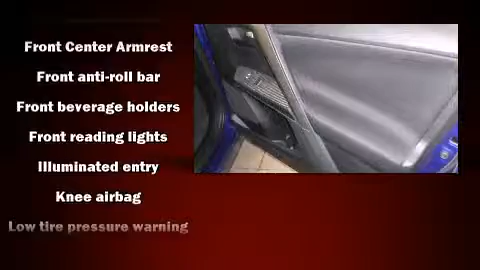 Front Center Armrest
Front anti-roll bar
Front beverage holders
Front reading lights
Illuminated entry
Knee airbag
Low tire pressure warning